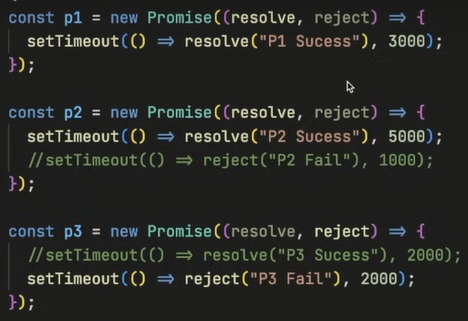 const p1 = new Promise((resolve, reject) => {
setTimeout(() => resolve("P1 Sucess"), 3000);
});
const p2 = new Promise((resolve, reject) => {
setTimeout(() => resolve("P2 Sucess"), 5000);
//setTimeout(() => reject("P2 Fail"), 1000);
});
const p3 = new Promise((resolve, reject) => {
//setTimeout(() => resolve("P3 Sucess"), 2000);
setTimeout(() => reject("P3 Fail"), 2000);
});